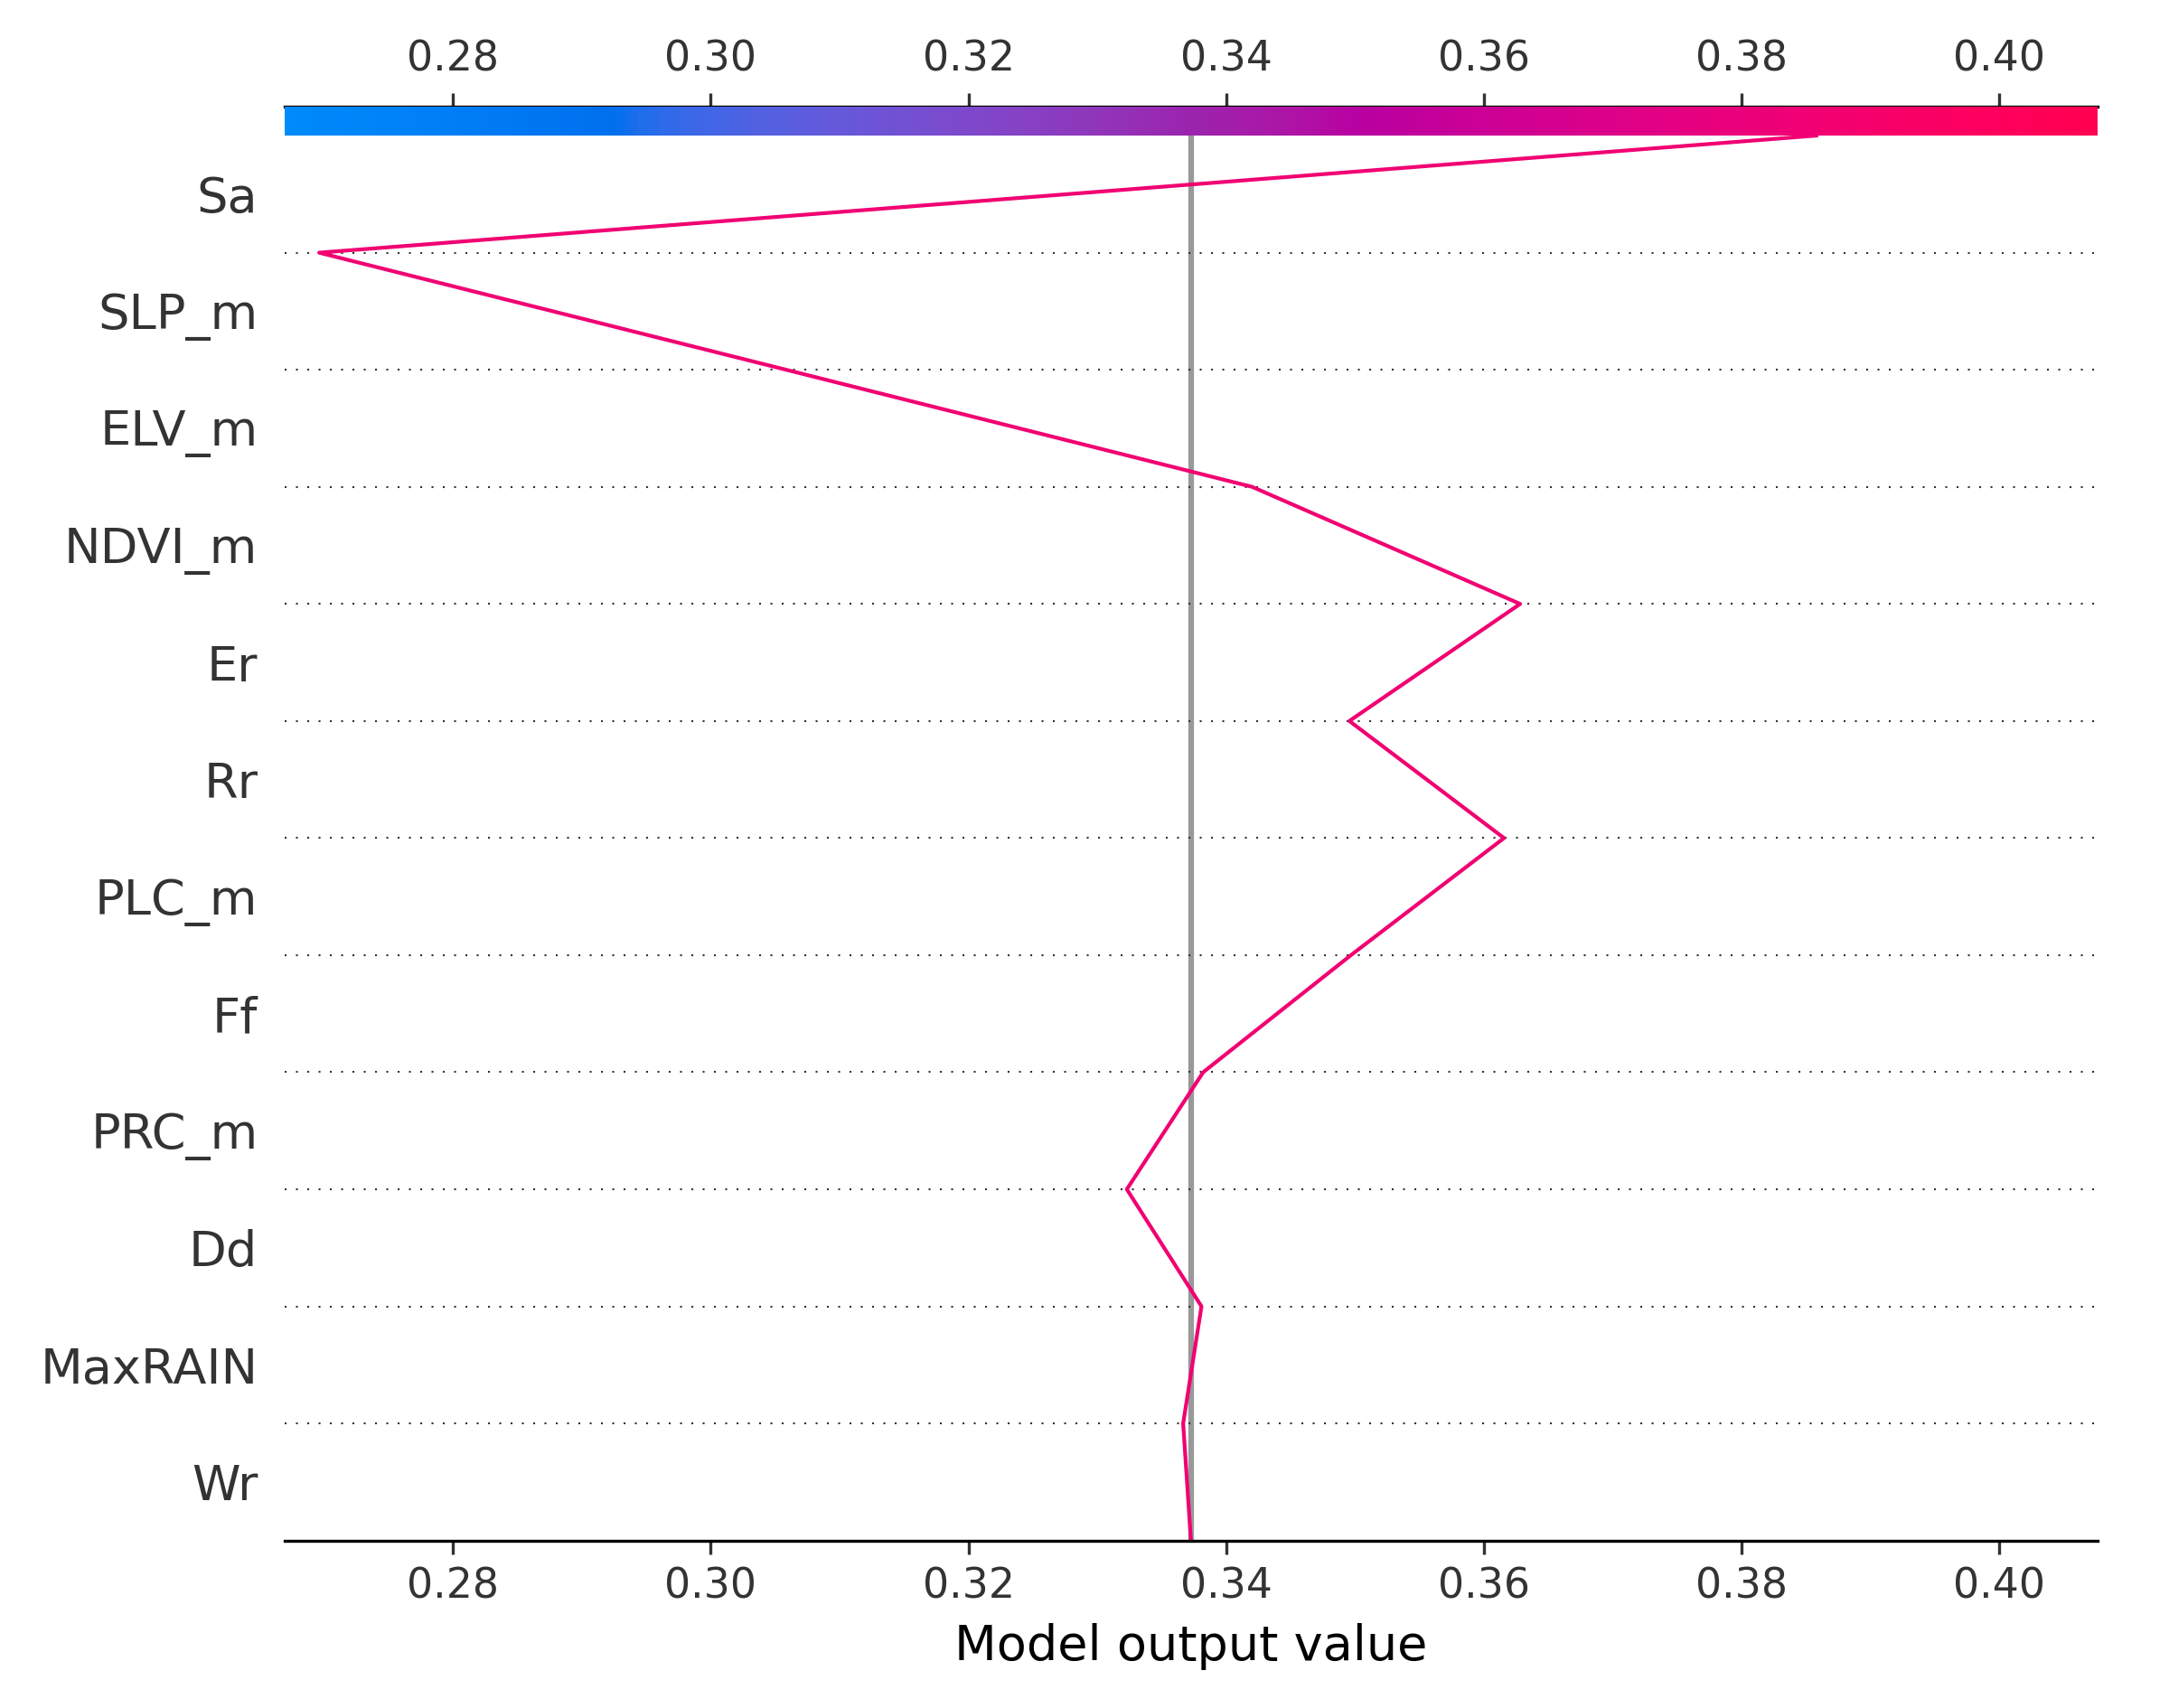 0.28 0.30 0.32 0.34 0.36 0.38 0.40
Sa
SLP_m
ELV_m
NDVI_m
Er
Rr
PLC_m
Ff
PRC_m
Dd
MaxRAIN
Wr
0.28 0.30 0.32 0.34 0.36 0.38 0.40
Model output value